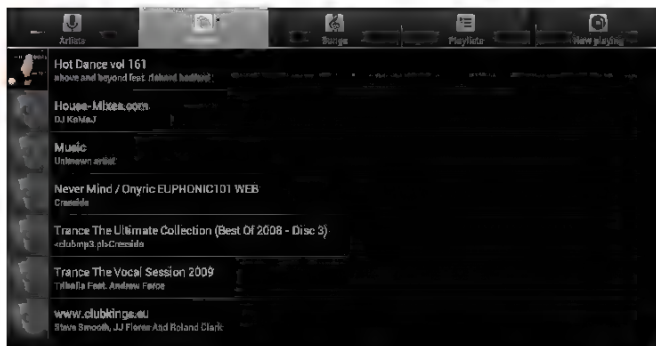 Artists
Songs
Playlists
Now playing
Hot Dance vol 161
above and beyond feat. richard bedford
House-Mixes.com
DJ KoMaJ
Music
Unknown artist
Never Mind / Onyric EUPHONIC101 WEB
Cressida
Trance The Ultimate Collection (Best Of 2008 - Disc 3)
<clubmp3.pl>Cressida
Trance The Vocal Session 2009
Triballa Feat. Andrew Force
www.clubkings.eu
Steve Smooth, JJ Flores And Roland Clark